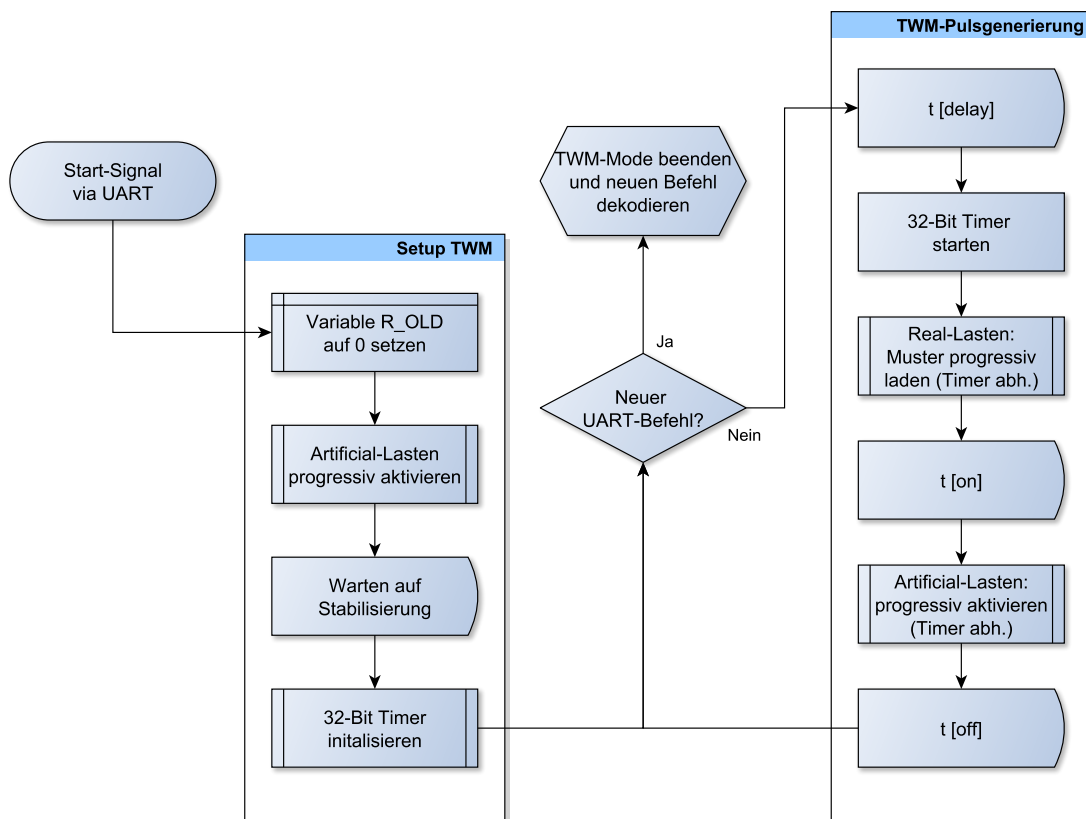 Start-Signal
via UART
Setup TWM
Variable R_OLD
auf 0 setzen
Artificial-Lasten
progressiv aktivieren
Warten auf
Stabilisierung
32-Bit Timer
initalisieren
TWM-Mode beenden
und neuen Befehl
dekodieren
Ja
Neuer
UART-Befehl?
Nein
TWM-Pulsgenerierung
t [delay]
32-Bit Timer
starten
Real-Lasten:
Muster progressiv
laden (Timer abh.)
t [on]
Artificial-Lasten:
progressiv aktivieren
(Timer abh.)
t [off]